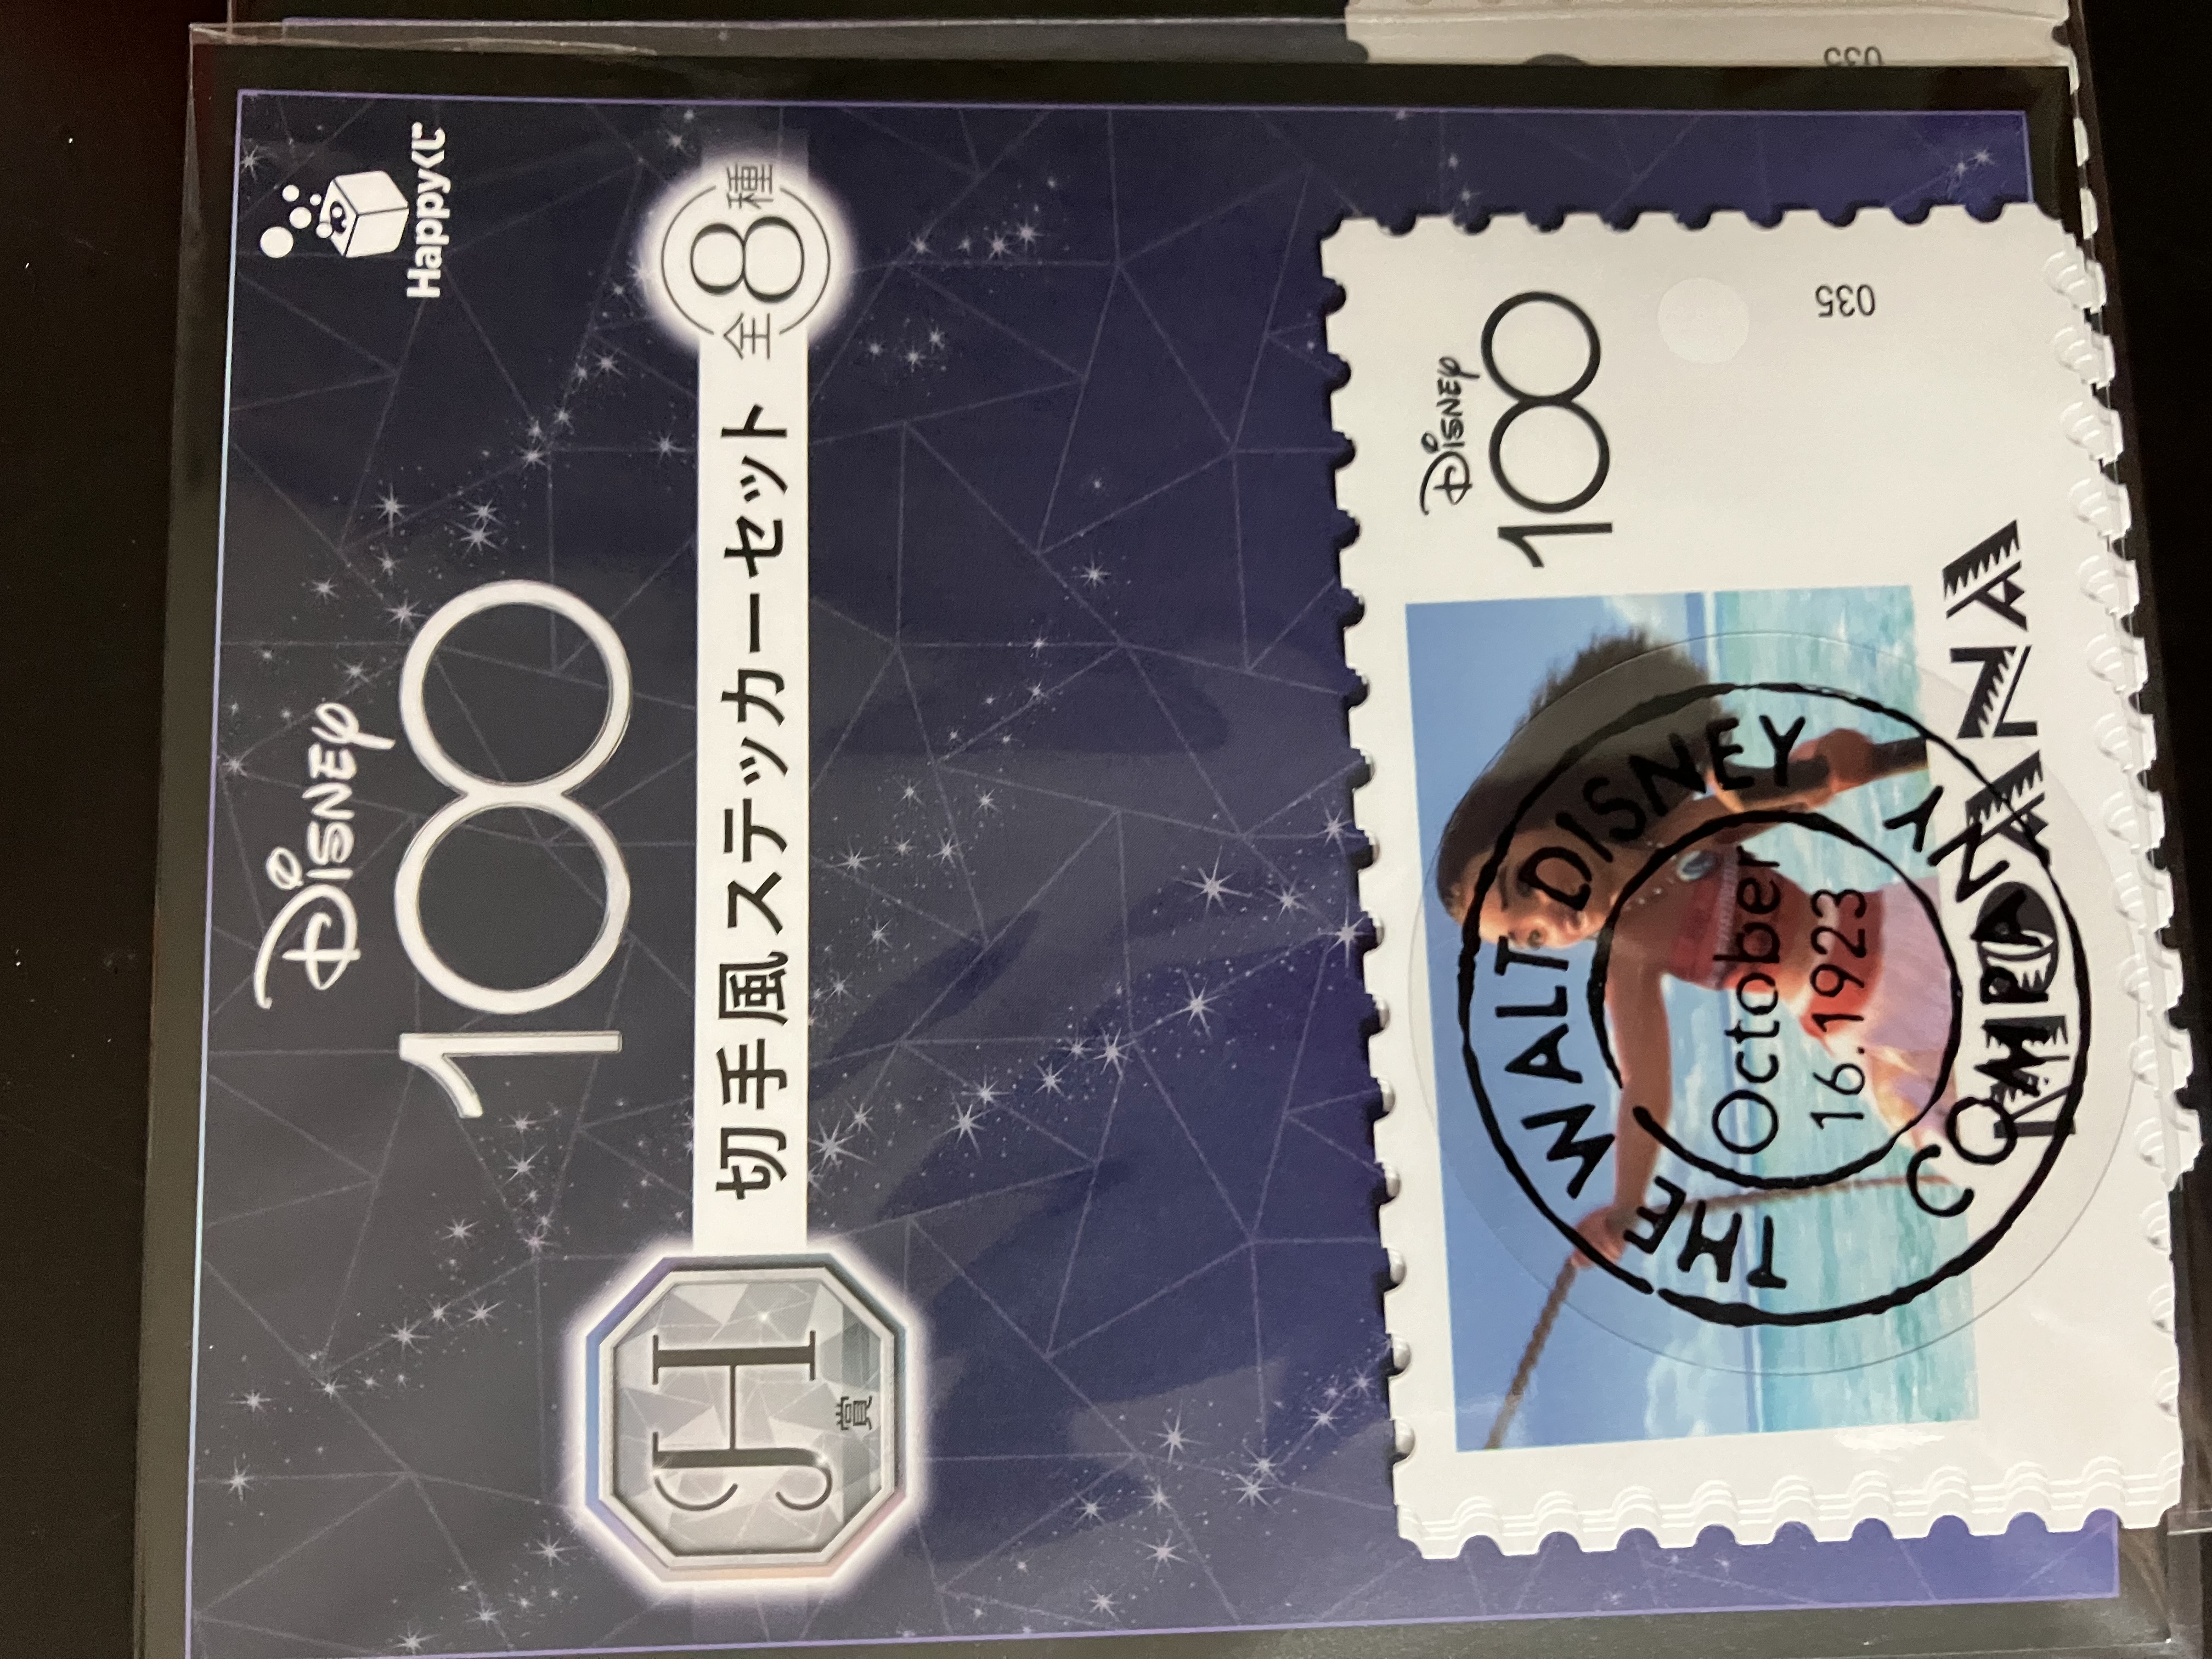 Disney
100
Happyくじ
H
賞
切手風ステッカーセット
全8種
Disney
100
035
THE WALT DISNEY COMPANY
October
16.1923
MOANA
035